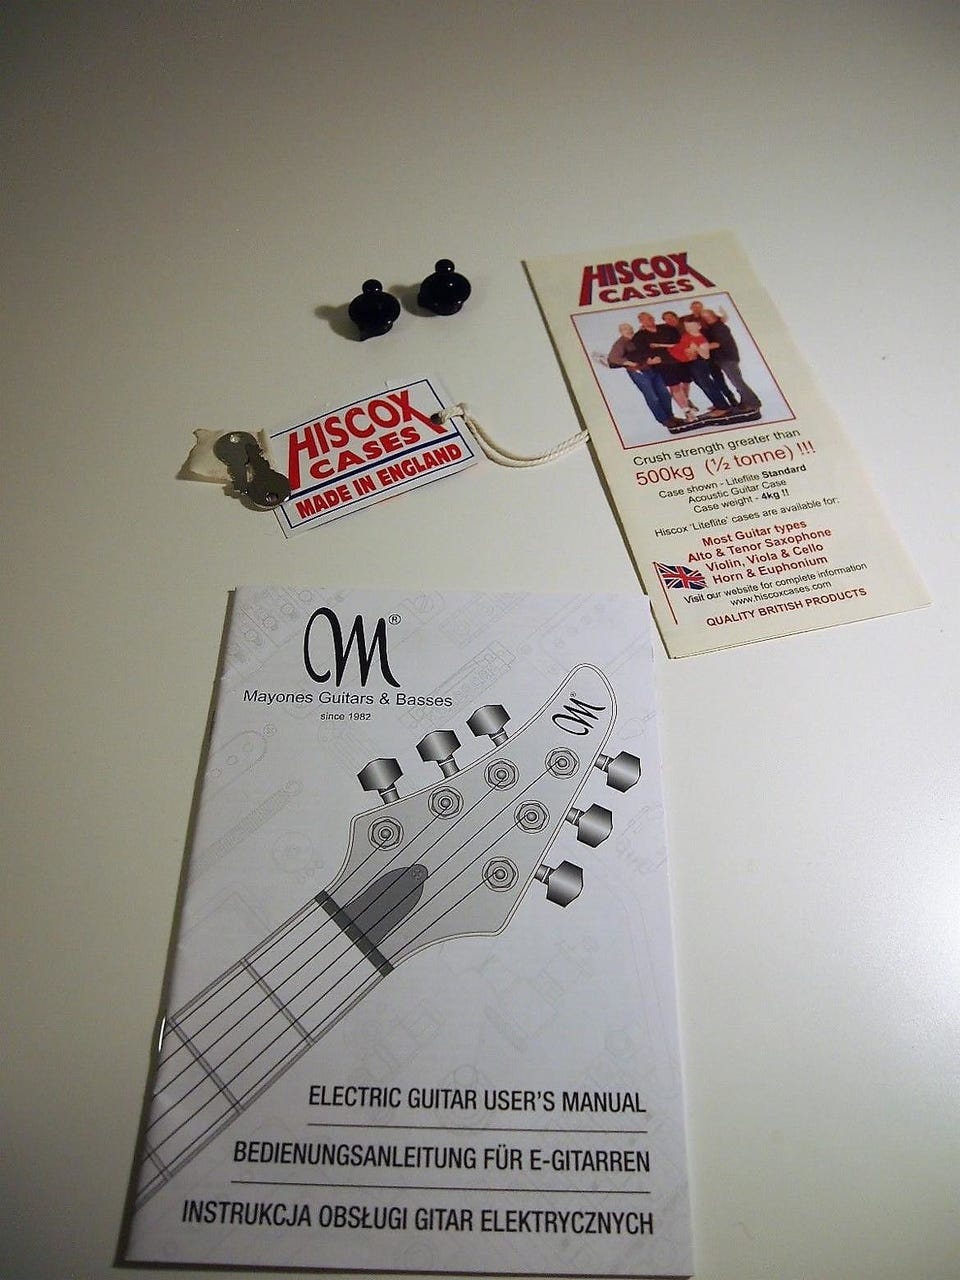 HISCOX
CASES
Crush strength greater than
500kg (½ tonne) !!!
Case shown - Liteflite Standard
Acoustic Guitar Case
Case weight - 4kg !!
Hiscox 'Liteflite' cases are available for:
Most Guitar types
Alto & Tenor Saxophone
Violin, Viola & Cello
Horn & Euphonium
Visit our website for complete information
www.hiscoxcases.com
QUALITY BRITISH PRODUCTS
HISCOX
CASES
MADE IN ENGLAND
M®
Mayones Guitars & Basses
since 1982
M®
ELECTRIC GUITAR USER'S MANUAL
BEDIENUNGSANLEITUNG FÜR E-GITARREN
INSTRUKCJA OBSŁUGI GITAR ELEKTRYCZNYCH